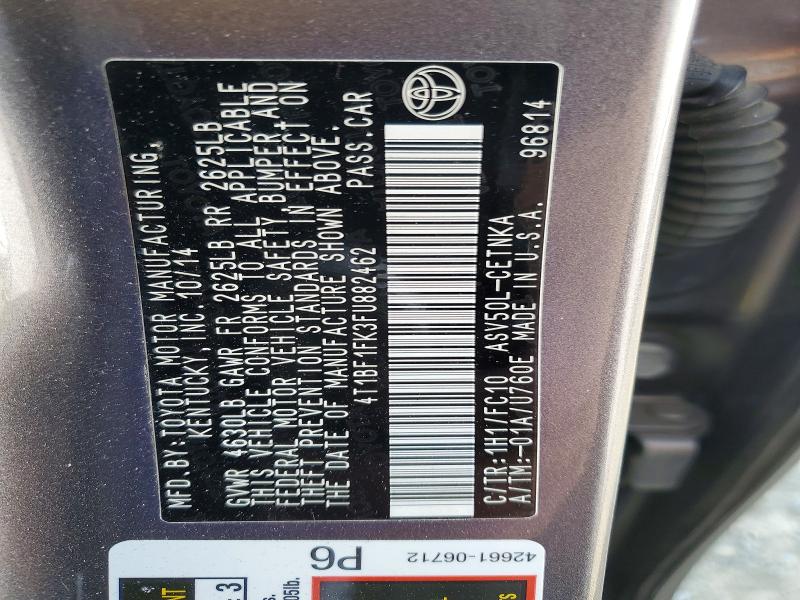 MFD. BY: TOYOTA MOTOR MANUFACTURING,
KENTUCKY, INC. 10/14
GVWR 4630LB GAWR FR 2625LB RR 2625LB
THIS VEHICLE CONFORMS TO ALL APPLICABLE
FEDERAL MOTOR VEHICLE SAFETY, BUMPER, AND
THEFT PREVENTION STANDARDS IN EFFECT ON
THE DATE OF MANUFACTURE SHOWN ABOVE.
4T1BF1FK3FU882462 PASS.CAR
C/TR:1H1/FC10 ASV50L-CETNKA
A/TM:-01A/U760E MADE IN U.S.A. 96814
P6
42661-06712
3
05lb.